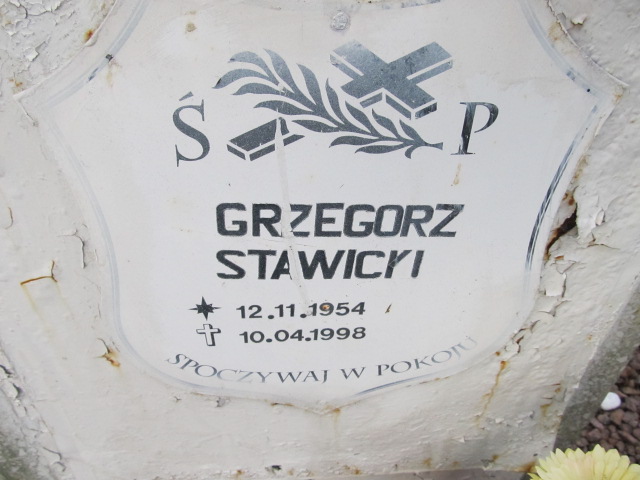 Ś P
GRZEGORZ
STAWICKI
12.11.1954
10.04.1998
SPOCZYWAJ W POKOJU